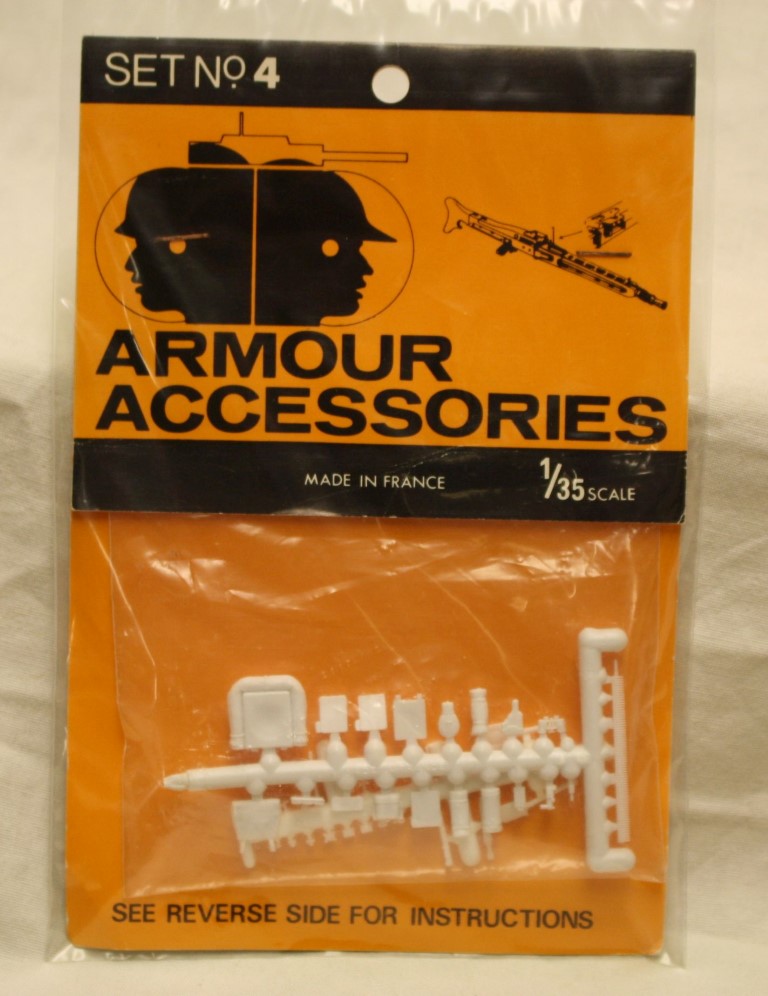 SET Nº 4
ARMOUR
ACCESSORIES
MADE IN FRANCE
1/35 SCALE
SEE REVERSE SIDE FOR INSTRUCTIONS